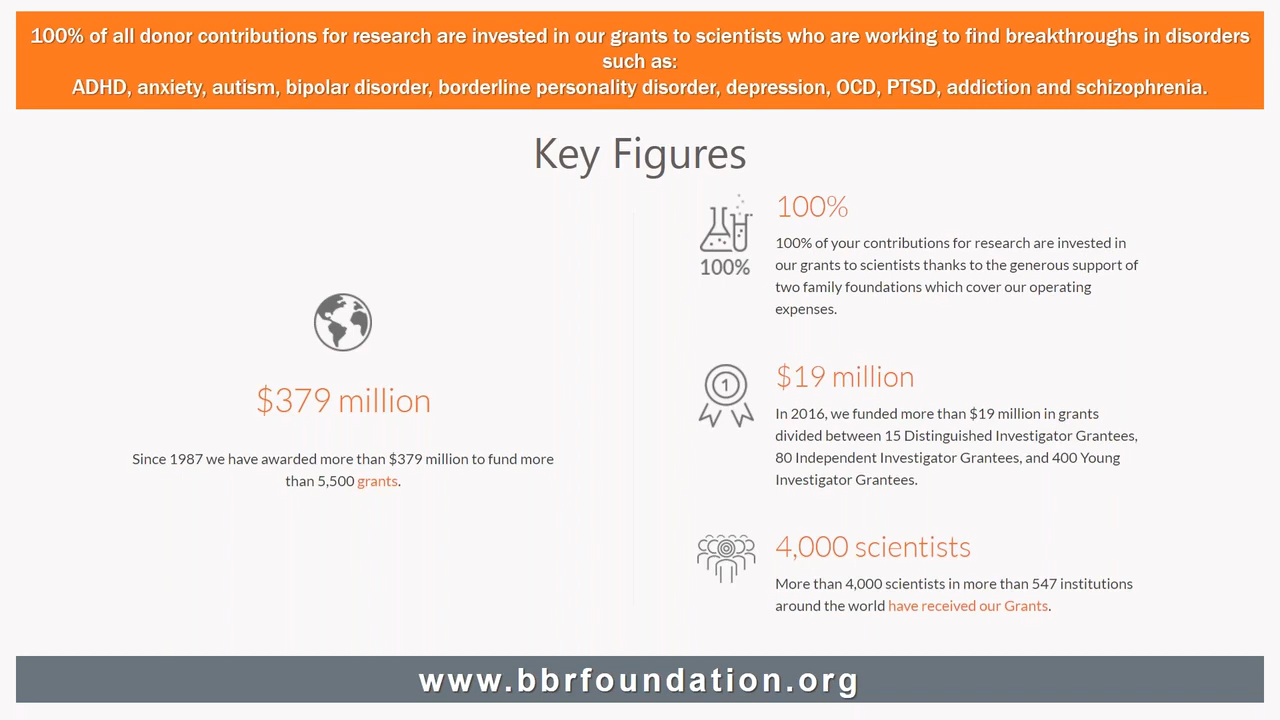 100% of all donor contributions for research are invested in our grants to scientists who are working to find breakthroughs in disorders
such as:
ADHD, anxiety, autism, bipolar disorder, borderline personality disorder, depression, OCD, PTSD, addiction and schizophrenia.
Key Figures
$379 million
Since 1987 we have awarded more than $379 million to fund more
than 5,500 grants.
100%
100%
100% of your contributions for research are invested in
our grants to scientists thanks to the generous support of
two family foundations which cover our operating
expenses.
1
$19 million
In 2016, we funded more than $19 million in grants
divided between 15 Distinguished Investigator Grantees,
80 Independent Investigator Grantees, and 400 Young
Investigator Grantees.
4,000 scientists
More than 4,000 scientists in more than 547 institutions
around the world have received our Grants.
www.bbrfoundation.org